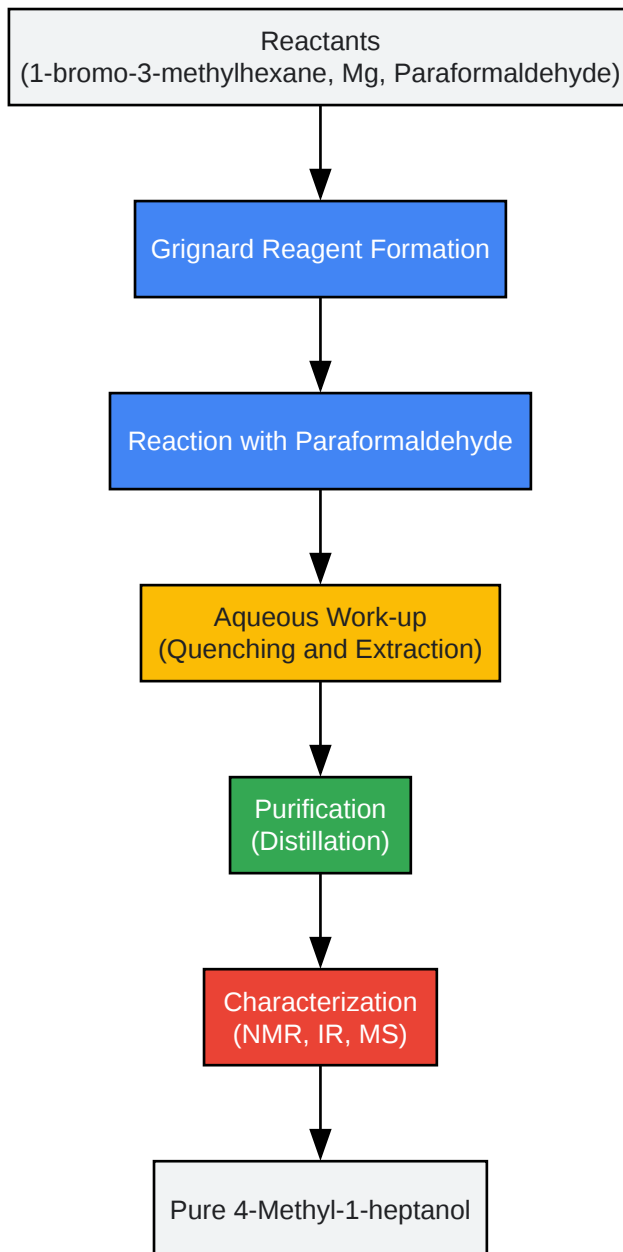 Reactants
(1-bromo-3-methylhexane, Mg, Paraformaldehyde)
Grignard Reagent Formation
Reaction with Paraformaldehyde
Aqueous Work-up
(Quenching and Extraction)
Purification
(Distillation)
Characterization
(NMR, IR, MS)
Pure 4-Methyl-1-heptanol